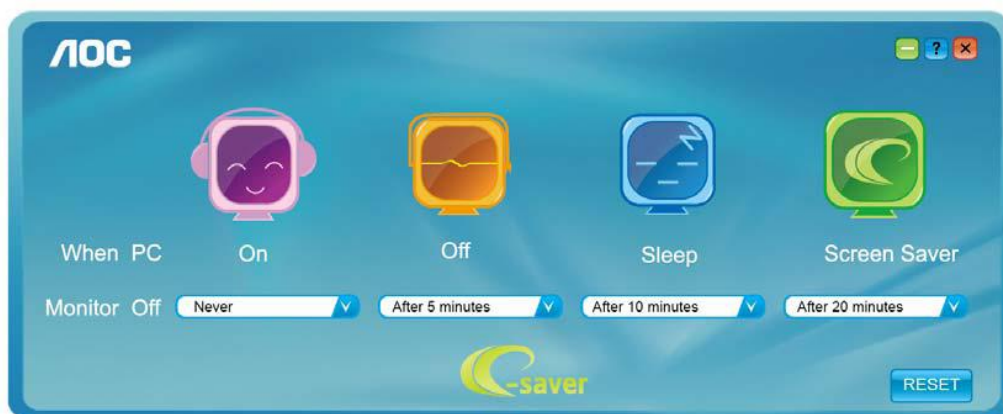 AOC
?
When PC On Off Sleep Screen Saver
Monitor Off Never After 5 minutes After 10 minutes After 20 minutes
e-saver
RESET